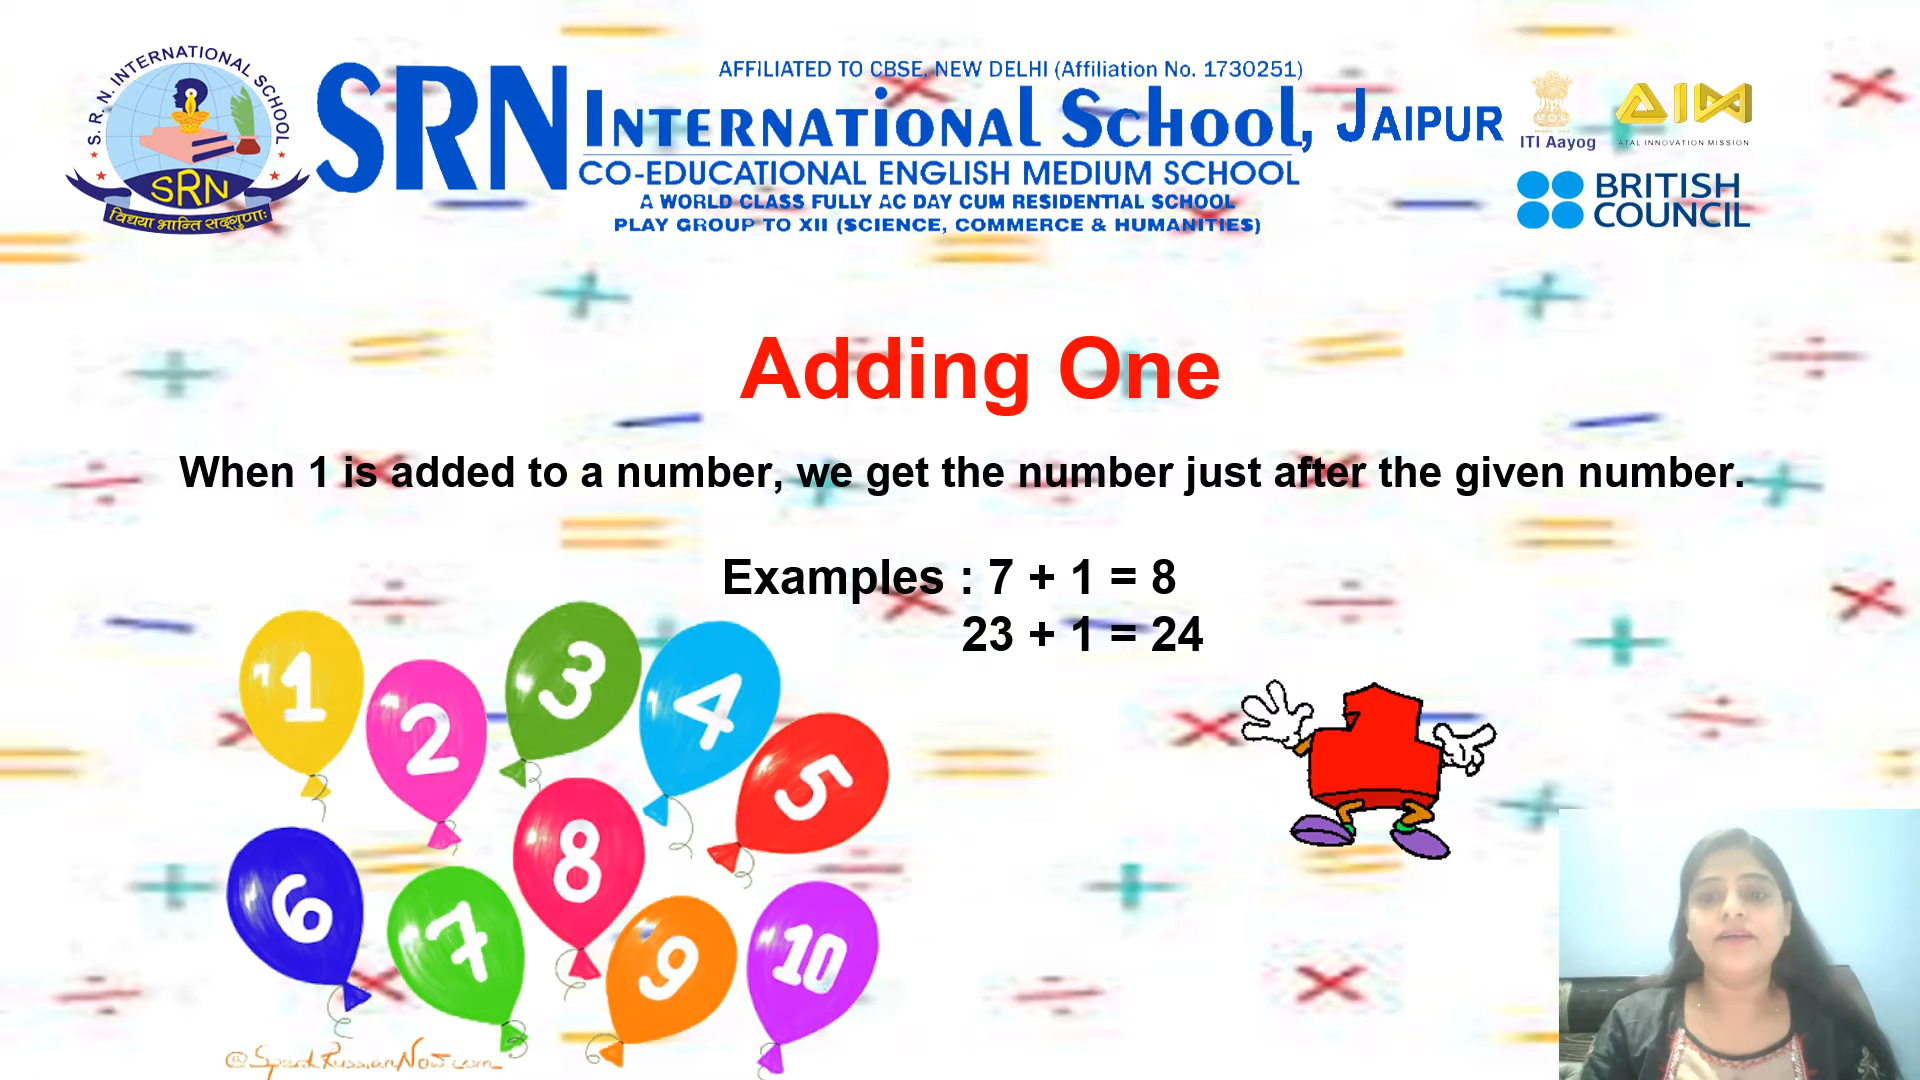 S. R. N. INTERNATIONAL SCHOOL
SRN
विद्यया भान्ति सद्गुणाः
AFFILIATED TO CBSE, NEW DELHI (Affiliation No. 1730251)
SRN INTERNATIONAL SCHOOL, JAIPUR
CO-EDUCATIONAL ENGLISH MEDIUM SCHOOL
A WORLD CLASS FULLY AC DAY CUM RESIDENTIAL SCHOOL
PLAY GROUP TO XII (SCIENCE, COMMERCE & HUMANITIES)
ITI Aayog
AIM
ATAL INNOVATION MISSION
BRITISH
COUNCIL
Adding One
When 1 is added to a number, we get the number just after the given number.
Examples : 7 + 1 = 8
23 + 1 = 24
1
2
3
4
5
6
7
8
9
10
@SpeakRussianNow.com